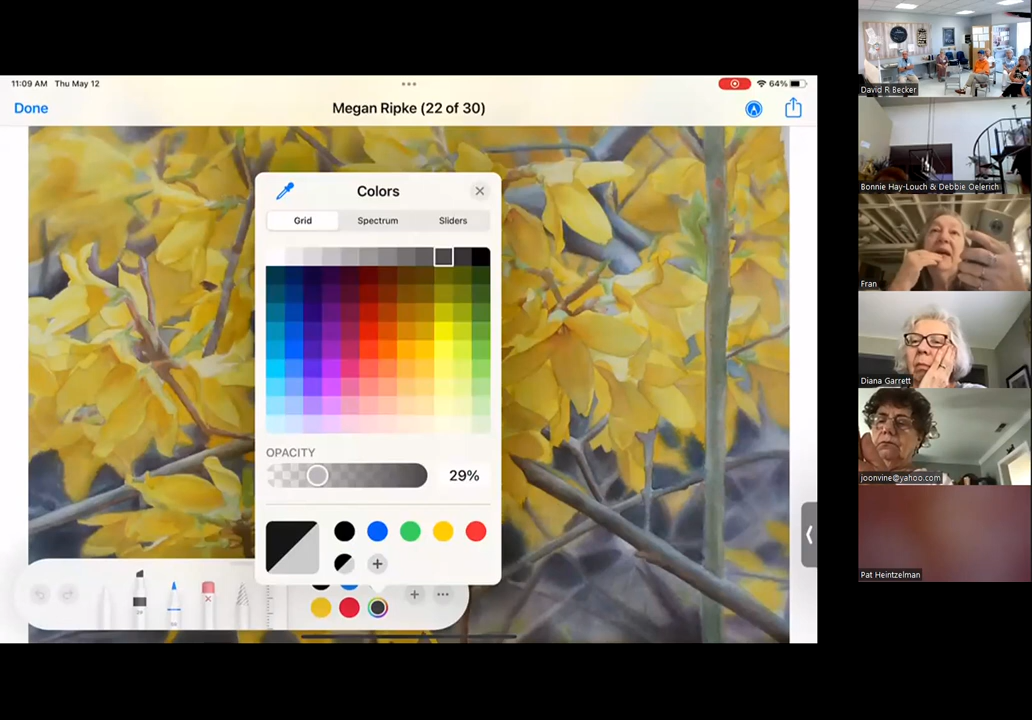 11:09 AM Thu May 12
64%
Done
Megan Ripke (22 of 30)
Colors
Grid
Spectrum
Sliders
OPACITY
29%
David R Becker
Bonnie Hay-Louch & Debbie Oelerich
Fran
Diana Garrett
joonvine@yahoo.com
Pat Heintzelman